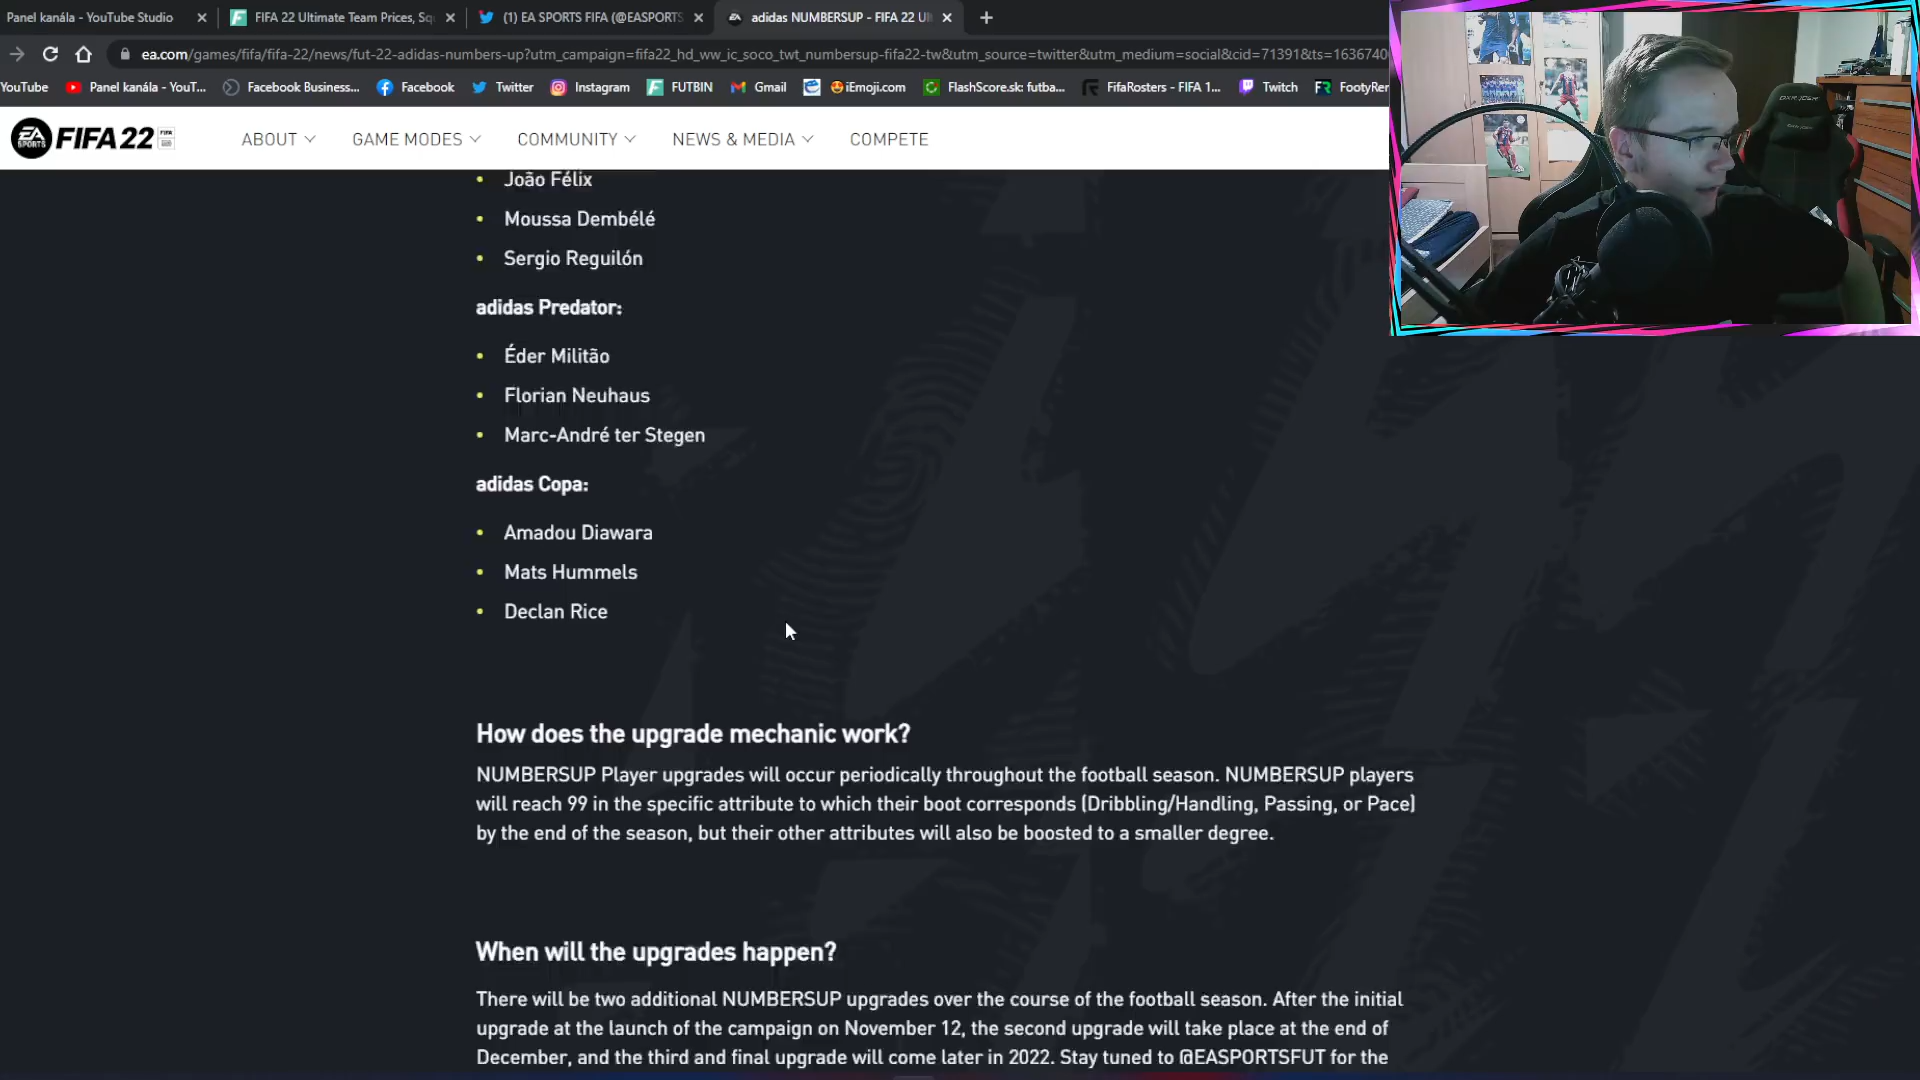 Panel kanála - YouTube Studio
FIFA 22 Ultimate Team Prices, Squ
(1) EA SPORTS FIFA (@EASPORTS
adidas NUMBERSUP - FIFA 22 Ul
ea.com/games/fifa/fifa-22/news/fut-22-adidas-numbers-up?utm_campaign=fifa22_hd_ww_ic_soco_twt_numbersup-fifa22-tw&utm_source=twitter&utm_medium=social&cid=71391&ts=1636740
YouTube
Panel kanála - YouT...
Facebook Business...
Facebook
Twitter
Instagram
FUTBIN
Gmail
iEmoji.com
FlashScore.sk: futba...
FifaRosters - FIFA 1...
Twitch
FootyRen
EA SPORTS FIFA 22
ABOUT
GAME MODES
COMMUNITY
NEWS & MEDIA
COMPETE
• João Félix
• Moussa Dembélé
• Sergio Reguilón
adidas Predator:
• Éder Militão
• Florian Neuhaus
• Marc-André ter Stegen
adidas Copa:
• Amadou Diawara
• Mats Hummels
• Declan Rice
How does the upgrade mechanic work?
NUMBERSUP Player upgrades will occur periodically throughout the football season. NUMBERSUP players
will reach 99 in the specific attribute to which their boot corresponds (Dribbling/Handling, Passing, or Pace)
by the end of the season, but their other attributes will also be boosted to a smaller degree.
When will the upgrades happen?
There will be two additional NUMBERSUP upgrades over the course of the football season. After the initial
upgrade at the launch of the campaign on November 12, the second upgrade will take place at the end of
December, and the third and final upgrade will come later in 2022. Stay tuned to @EASPORTSFUT for the